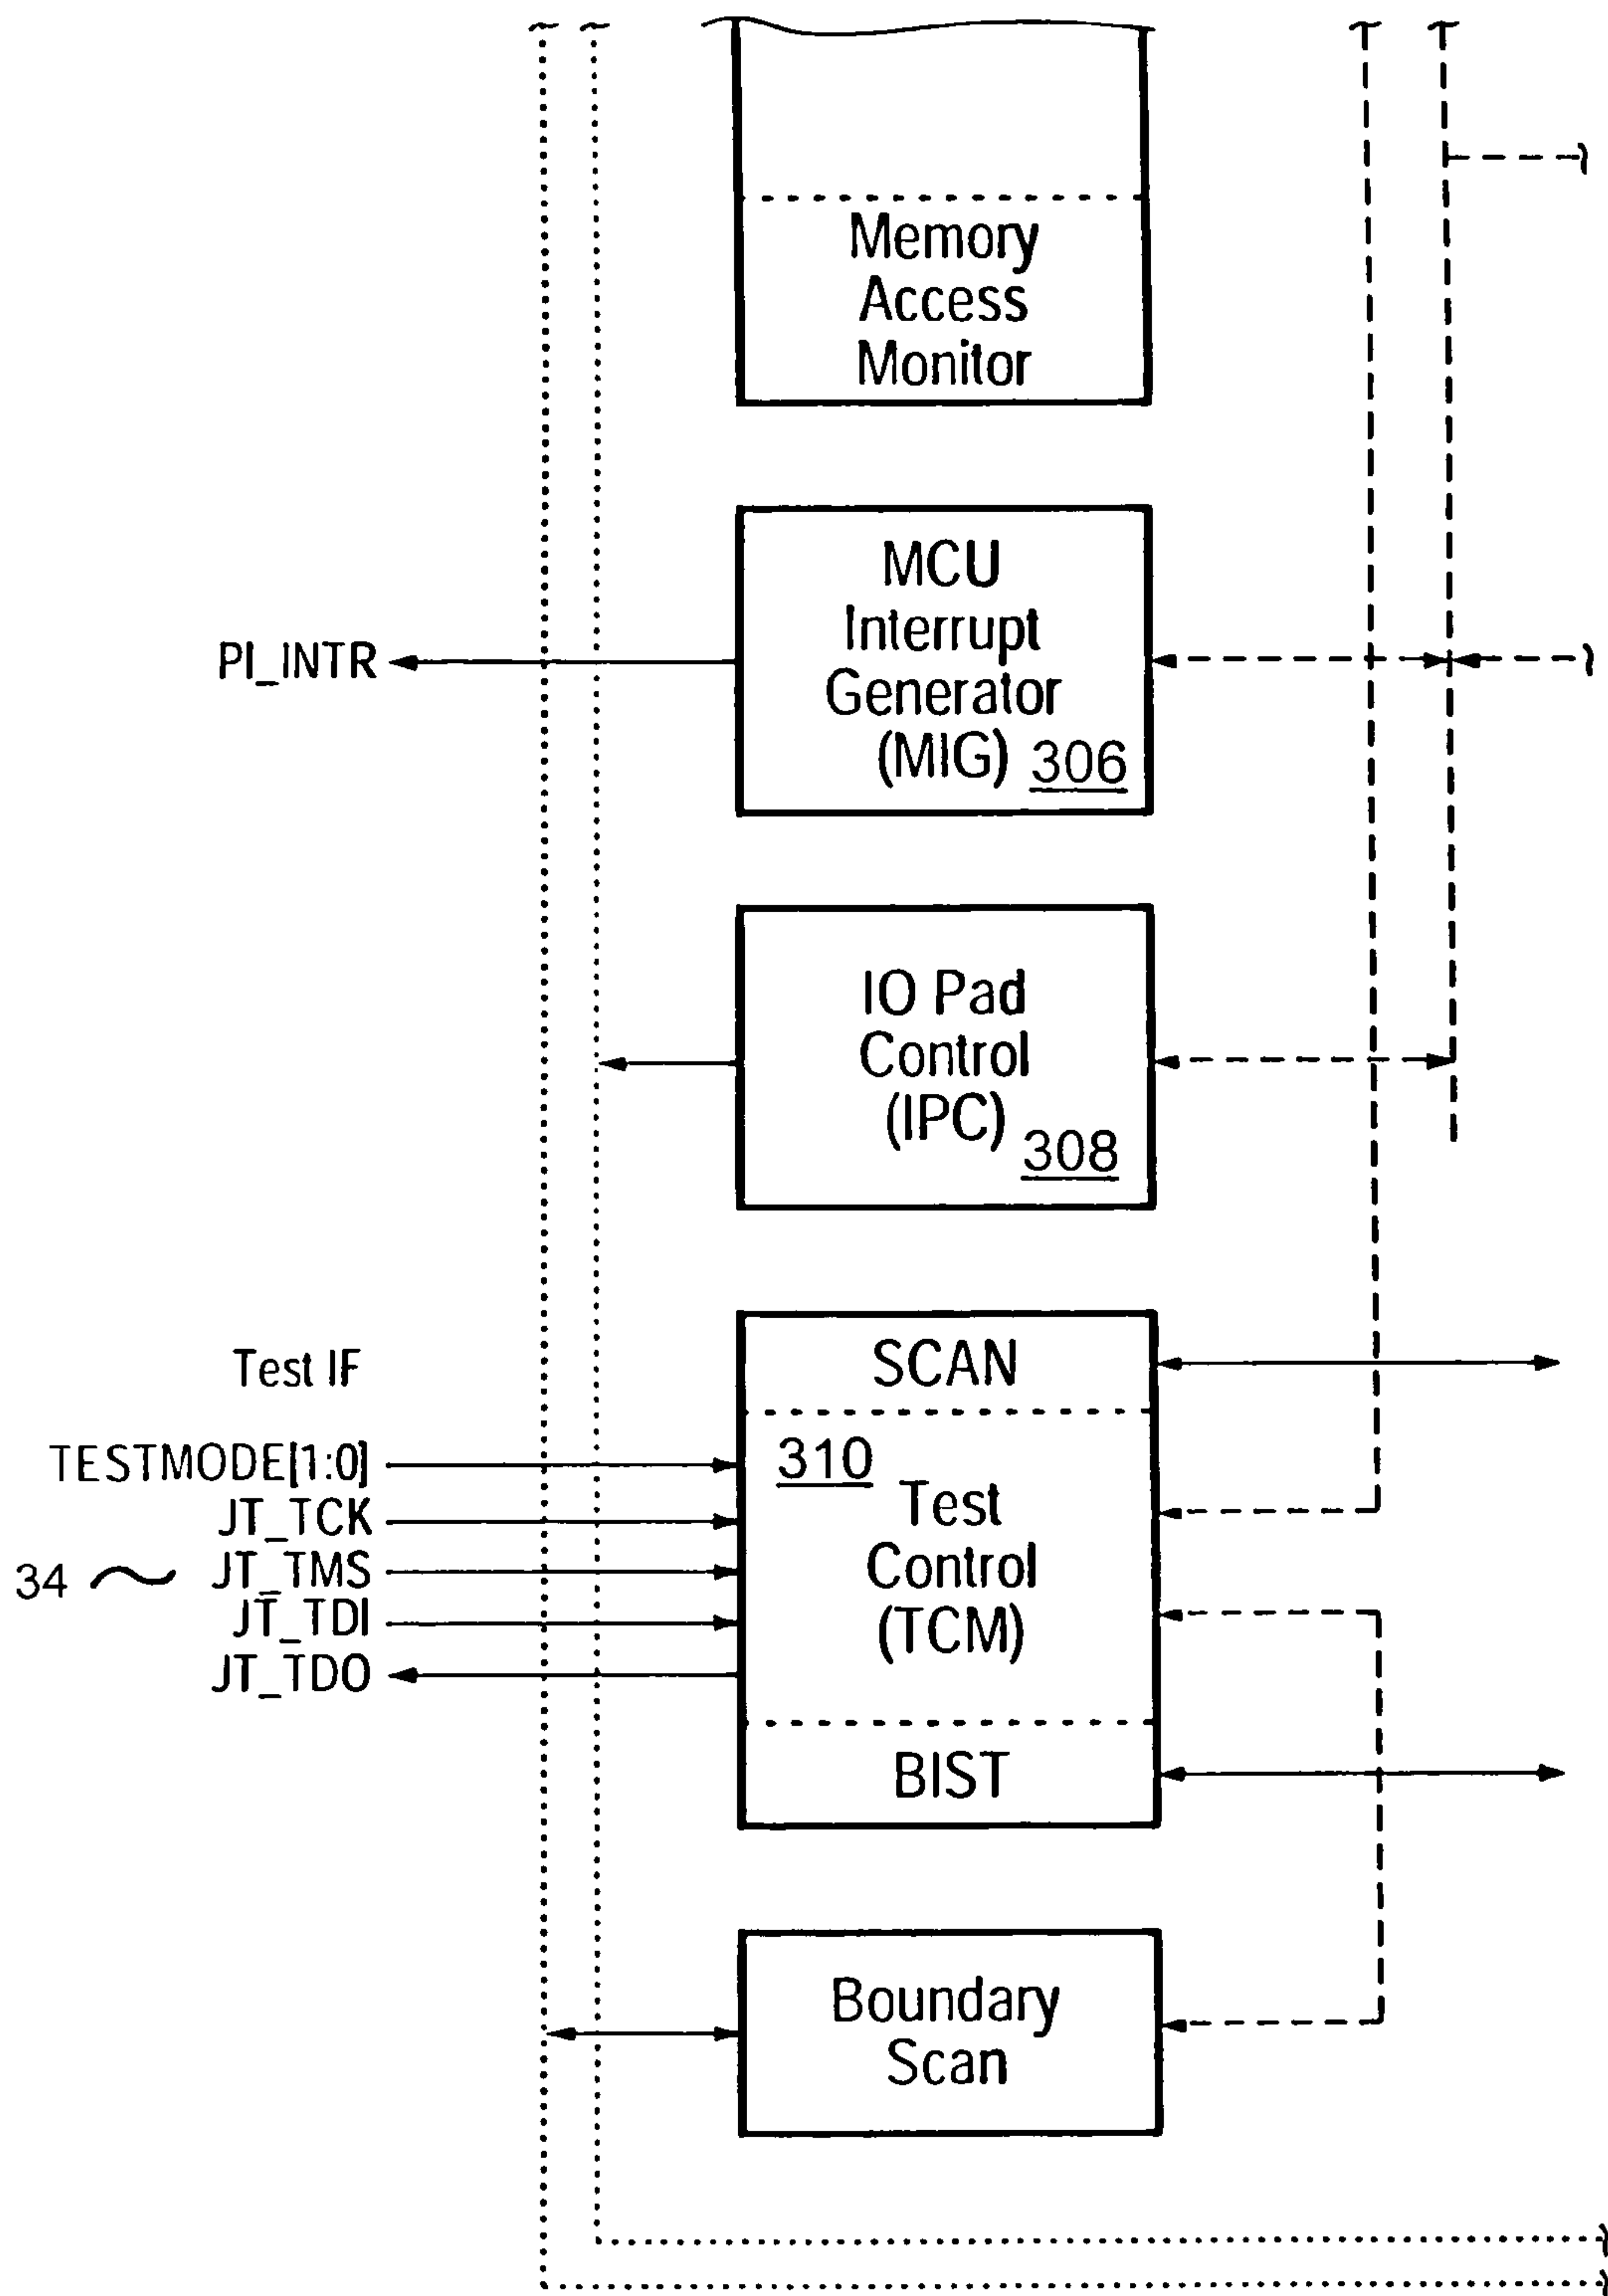 Memory
Access
Monitor
MCU
Interrupt
Generator
(MIG) 306
PI_INTR
IO Pad
Control
(IPC) 308
Test IF
TESTMODE[1:0]
JT_TCK
34 JT_TMS
JT_TDI
JT_TDO
SCAN
310
Test
Control
(TCM)
BIST
Boundary
Scan